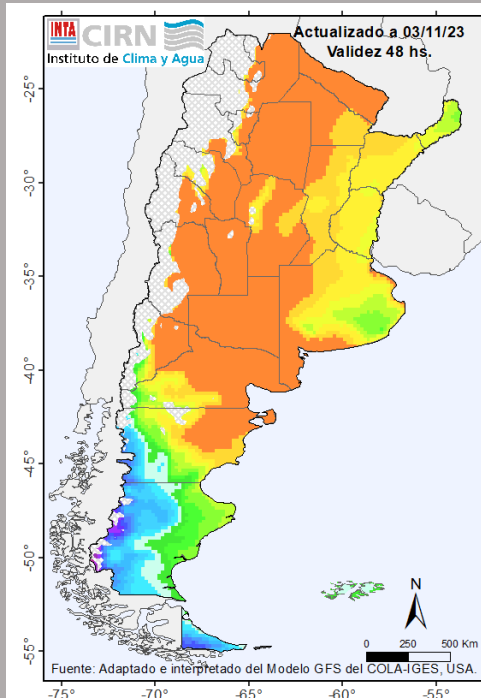 INTA CIRN
Instituto de Clima y Agua
Actualizado a 03/11/23
Validez 48 hs.
-25°
-30°
-35°
-40°
-45°
-50°
-55°
N
0 250 500 Km
Fuente: Adaptado e interpretado del Modelo GFS del COLA-IGES, USA.
-75° -70° -65° -60° -55°